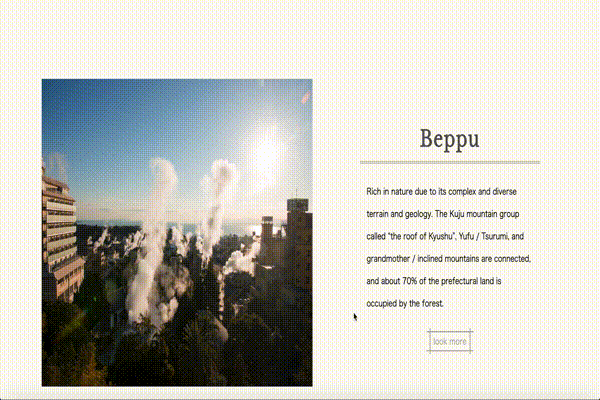 Beppu
Rich in nature due to its complex and diverse
terrain and geology. The Kuju mountain group
called "the roof of Kyushu", Yufu / Tsurumi, and
grandmother / inclined mountains are connected,
and about 70% of the prefectural land is
occupied by the forest.
look more